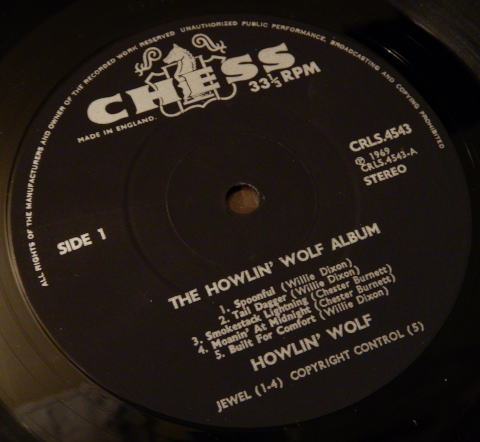 ALL RIGHTS OF THE MANUFACTURERS AND OWNER OF THE RECORDED WORK RESERVED UNAUTHORIZED PUBLIC PERFORMANCE, BROADCASTING AND COPYING PROHIBITED
CHESS
33 1/3 RPM
MADE IN ENGLAND.
CRLS.4543
℗ 1969
CRLS.4543-A
STEREO
SIDE 1
THE HOWLIN' WOLF ALBUM
1. Spoonful (Willie Dixon)
2. Tail Dagger (Willie Dixon)
3. Smokestack Lightning (Chester Burnett)
4. Moanin' At Midnight (Chester Burnett)
5. Built For Comfort (Willie Dixon)
HOWLIN' WOLF
JEWEL (1-4) COPYRIGHT CONTROL (5)